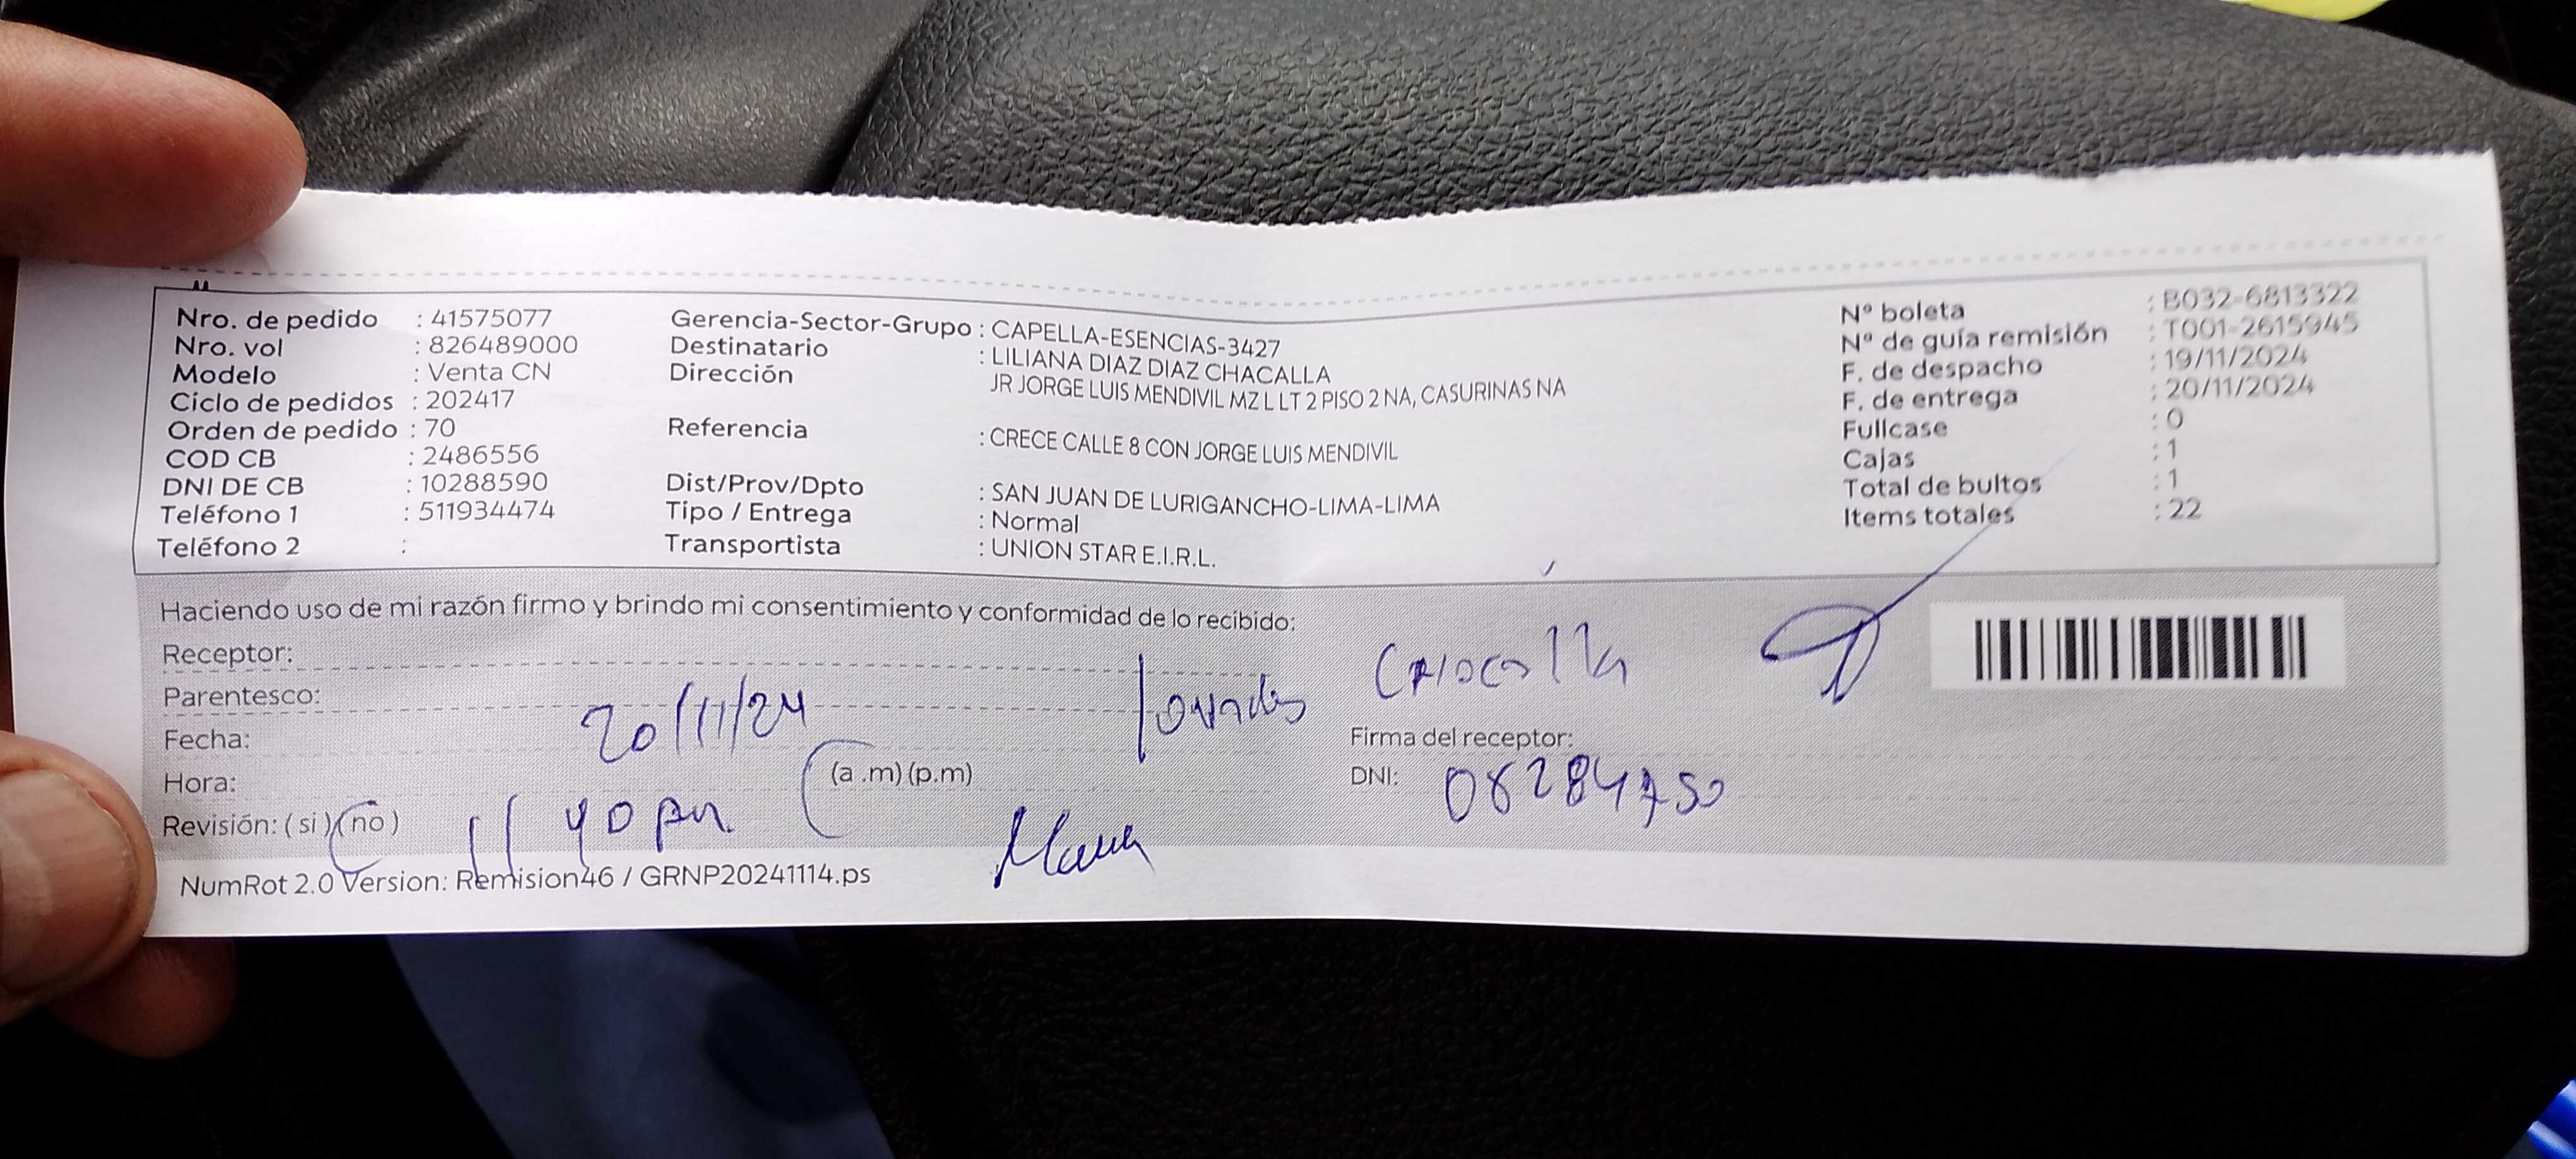 Nro. de pedido : 41575077
Nro. vol : 826489000
Modelo : Venta CN
Ciclo de pedidos : 202417
Orden de pedido : 70
COD CB : 2486556
DNI DE CB : 10288590
Teléfono 1 : 511934474
Teléfono 2 :
Gerencia-Sector-Grupo : CAPELLA-ESENCIAS-3427
Destinatario : LILIANA DIAZ DIAZ CHACALLA
Dirección JR JORGE LUIS MENDIVIL MZ L LT 2 PISO 2 NA, CASURINAS NA
Referencia : CRECE CALLE 8 CON JORGE LUIS MENDIVIL
Dist/Prov/Dpto : SAN JUAN DE LURIGANCHO-LIMA-LIMA
Tipo / Entrega : Normal
Transportista : UNION STAR E.I.R.L.
Nº boleta : B032-6813322
Nº de guía remisión : T001-2615945
F. de despacho : 19/11/2024
F. de entrega : 20/11/2024
Fullcase : 0
Cajas : 1
Total de bultos : 1
Items totales : 22
Haciendo uso de mi razón firmo y brindo mi consentimiento y conformidad de lo recibido:
Receptor:
Parentesco:
Fecha: 20/11/24
Hora: (a .m) (p.m)
Revisión: ( si ) (no )
11 40
Firma del receptor:
DNI:
NumRot 2.0 Version: Remision46 / GRNP20241114.ps